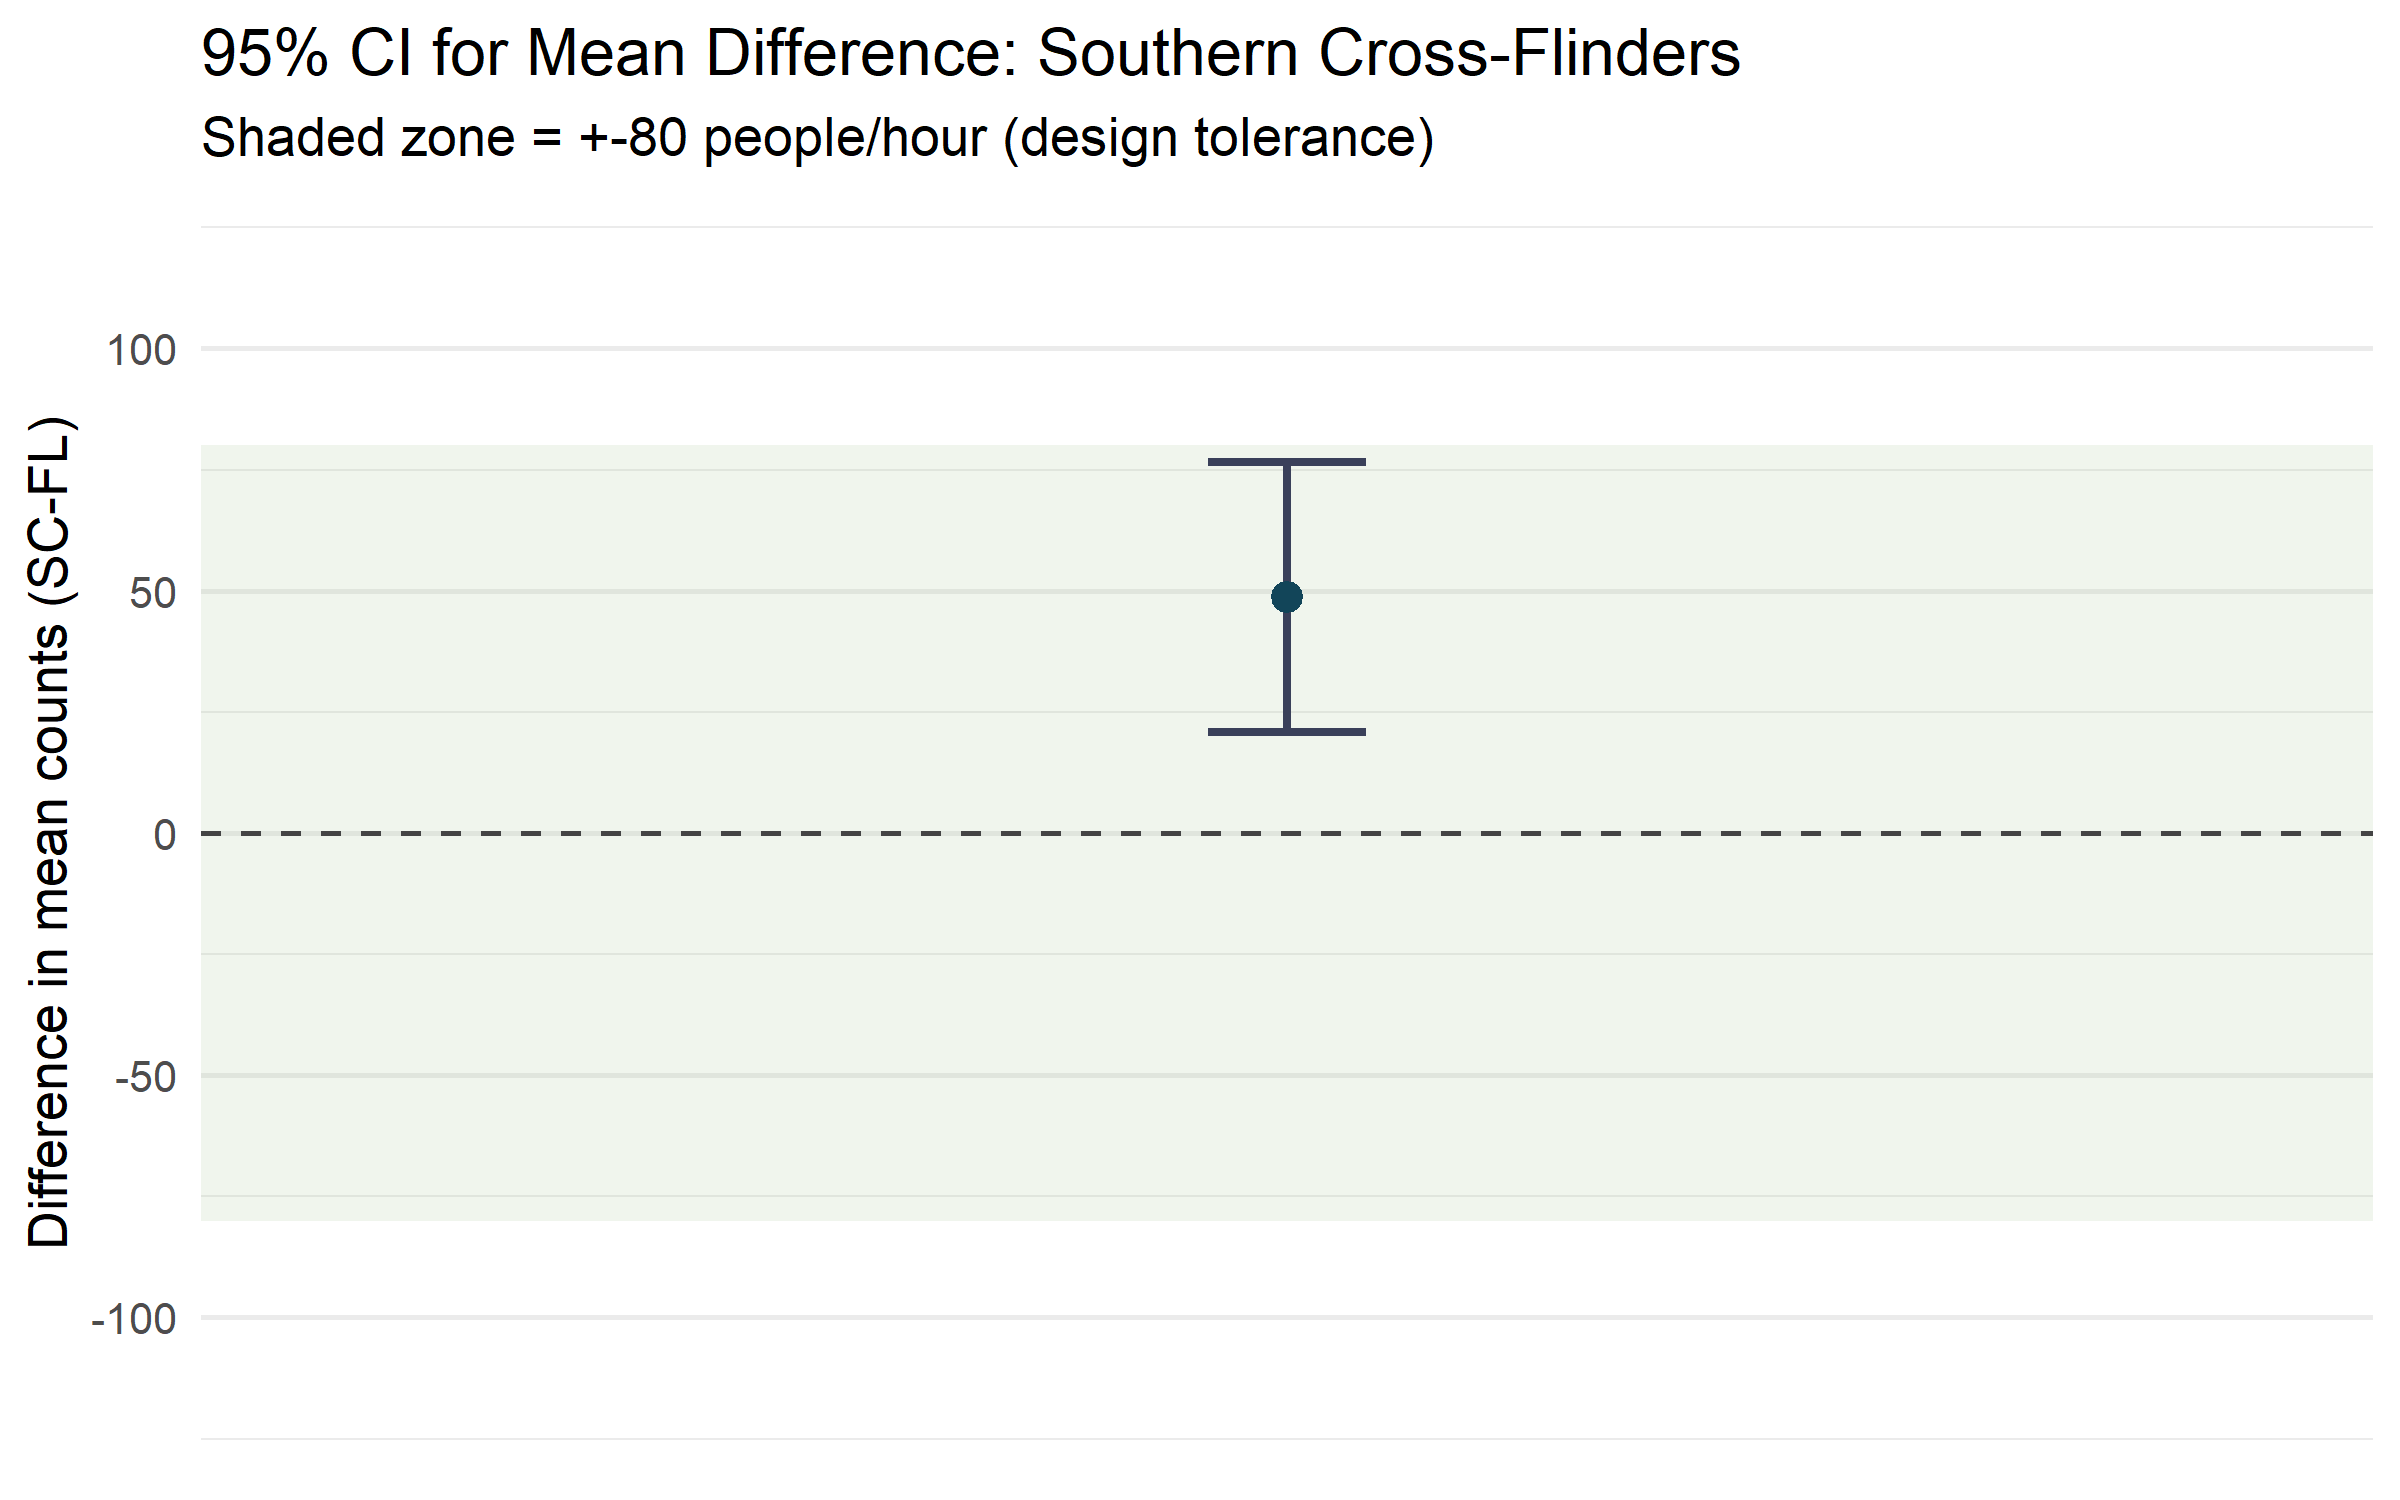 95% CI for Mean Difference: Southern Cross-Flinders
Shaded zone = +-80 people/hour (design tolerance)
Difference in mean counts (SC-FL)
100
50
0
-50
-100